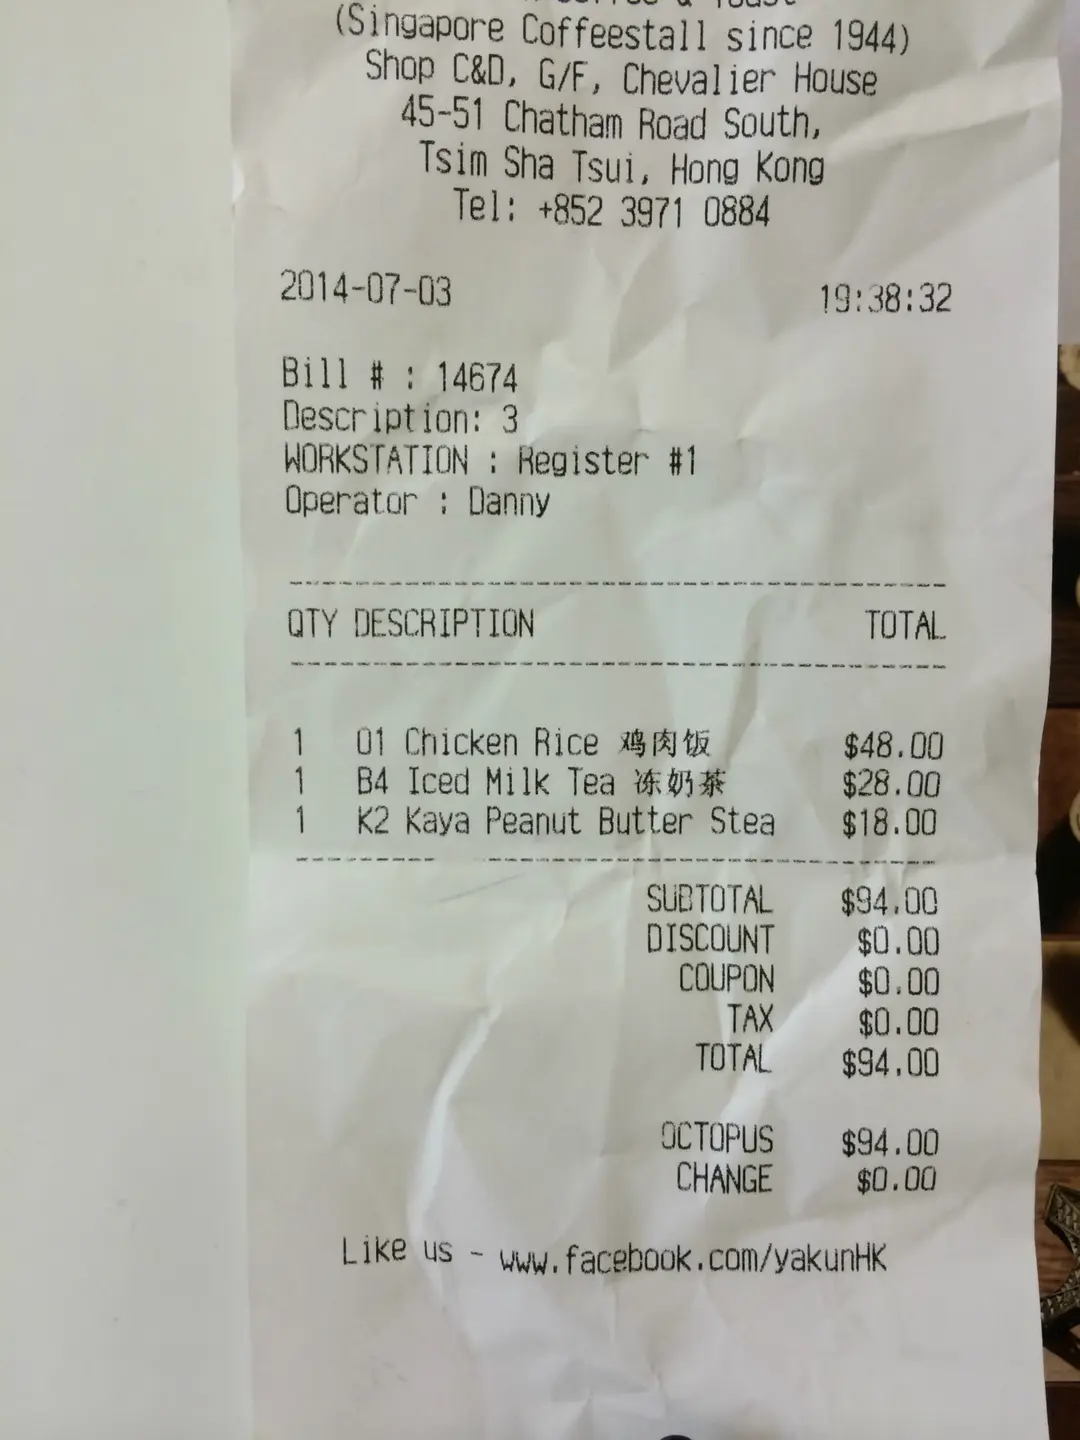 (Singapore Coffeestall since 1944)
Shop C&D, G/F, Chevalier House
45-51 Chatham Road South,
Tsim Sha Tsui, Hong Kong
Tel: +852 3971 0884
2014-07-03 19:38:32
Bill # : 14674
Description: 3
WORKSTATION : Register #1
Operator : Danny
QTY DESCRIPTION TOTAL
1 O1 Chicken Rice 鸡肉饭 $48.00
1 B4 Iced Milk Tea 冻奶茶 $28.00
1 K2 Kaya Peanut Butter Stea $18.00
SUBTOTAL $94.00
DISCOUNT $0.00
COUPON $0.00
TAX $0.00
TOTAL $94.00
OCTOPUS $94.00
CHANGE $0.00
Like us - www.facebook.com/yakunHK